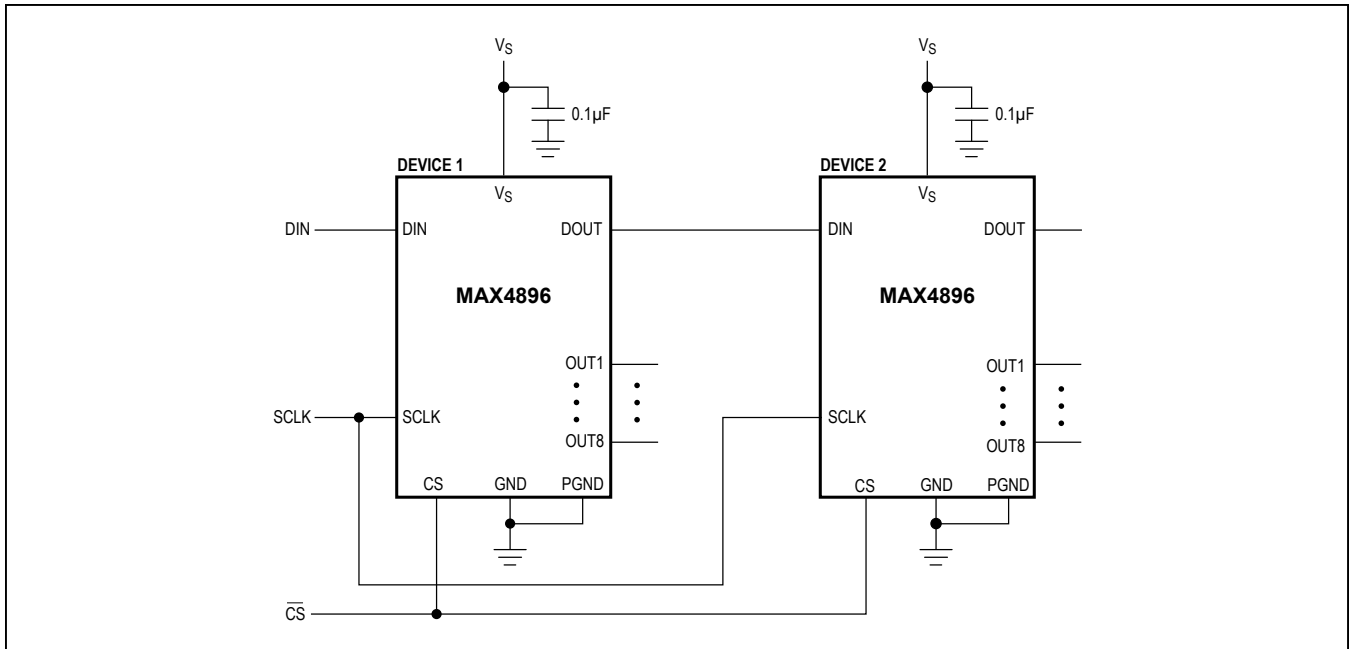 VS VS
0.1µF 0.1µF
DEVICE 1 DEVICE 2
VS VS
DIN DIN DOUT DIN DOUT
MAX4896 MAX4896
OUT1 OUT1
SCLK SCLK SCLK
OUT8 OUT8
CS GND PGND CS GND PGND
C̅S̅